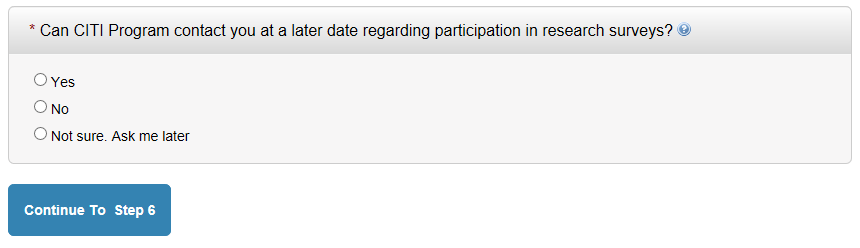 * Can CITI Program contact you at a later date regarding participation in research surveys? ?
Yes
No
Not sure. Ask me later
Continue To Step 6